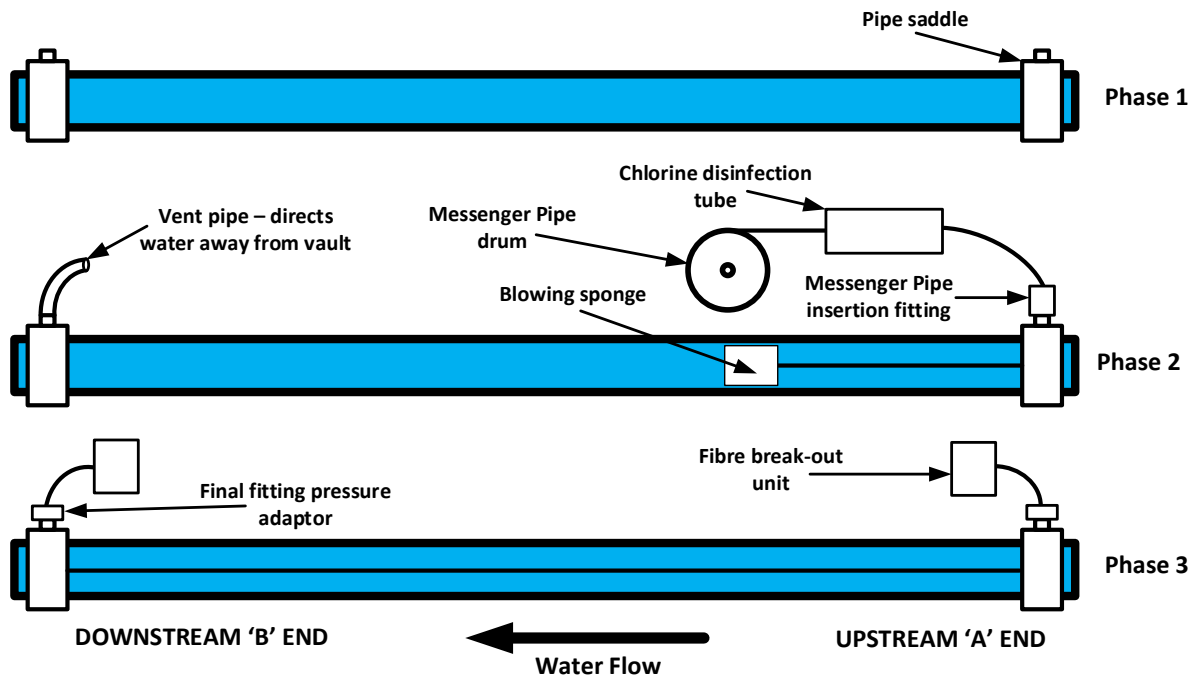 Pipe saddle
Phase 1
Chlorine disinfection
tube
Vent pipe – directs
water away from vault
Messenger Pipe
drum
Messenger Pipe
insertion fitting
Blowing sponge
Phase 2
Fibre break-out
unit
Final fitting pressure
adaptor
Phase 3
DOWNSTREAM ‘B’ END
UPSTREAM ‘A’ END
Water Flow